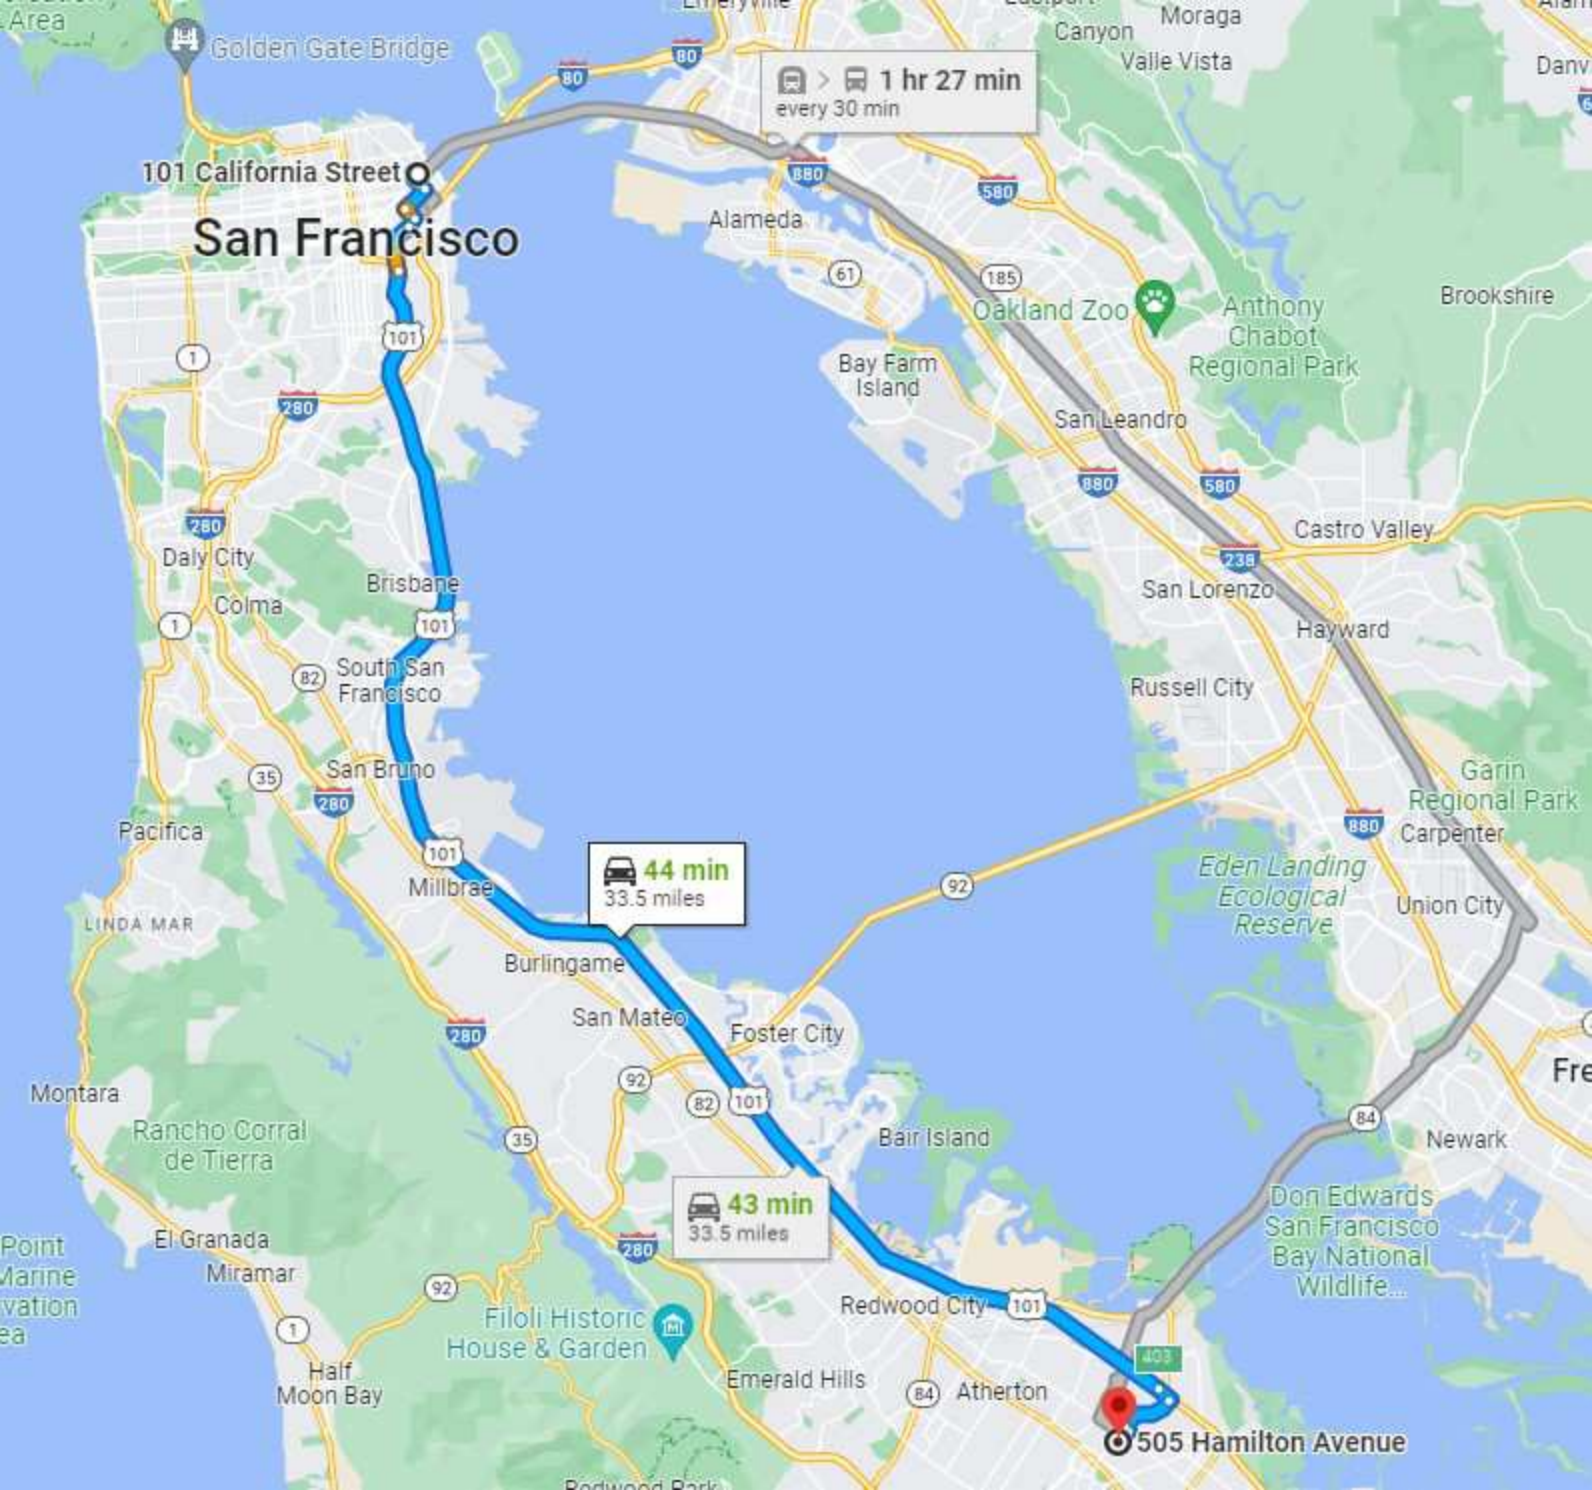 Area
Golden Gate Bridge
Emeryville
Canyon
Moraga
Valle Vista
80
80
1 hr 27 min
every 30 min
101 California Street
San Francisco
880
580
Alameda
61
185
Oakland Zoo
Anthony
Chabot
Regional Park
Brookshire
101
1
280
Bay Farm
Island
San Leandro
880
580
Castro Valley
280
Daly City
238
San Lorenzo
Brisbane
Colma
1
101
Hayward
82
South San
Francisco
Russell City
35
San Bruno
280
Garin
Regional Park
Pacifica
101
880
Carpenter
Millbrae
44 min
33.5 miles
92
Eden Landing
Ecological
Reserve
Union City
LINDA MAR
Burlingame
San Mateo
Foster City
280
92
82
101
Montara
Rancho Corral
de Tierra
35
Bair Island
84
Newark
43 min
33.5 miles
Don Edwards
San Francisco
Bay National
Wildlife...
Point
El Granada
Miramar
280
92
1
Filoli Historic
House & Garden
Redwood City
101
403
Half
Moon Bay
Emerald Hills
84
Atherton
505 Hamilton Avenue
Redwood Park